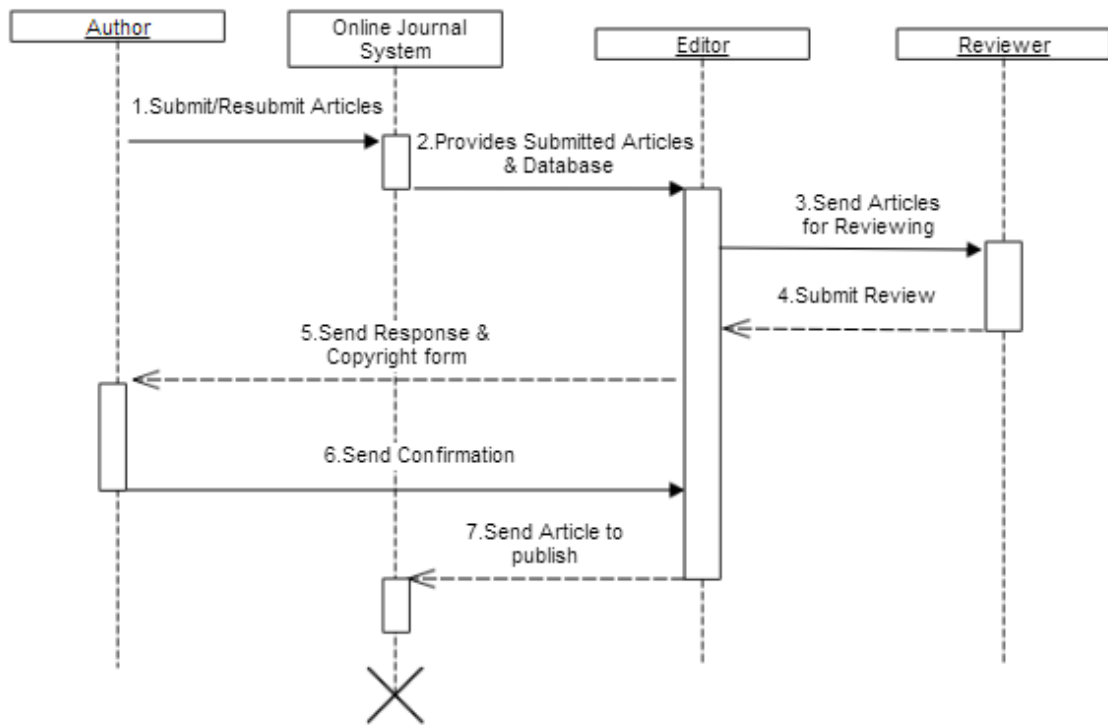 Author
Online Journal
System
Editor
Reviewer
1.Submit/Resubmit Articles
2.Provides Submitted Articles
& Database
3.Send Articles
for Reviewing
4.Submit Review
5.Send Response &
Copyright form
6.Send Confirmation
7.Send Article to
publish